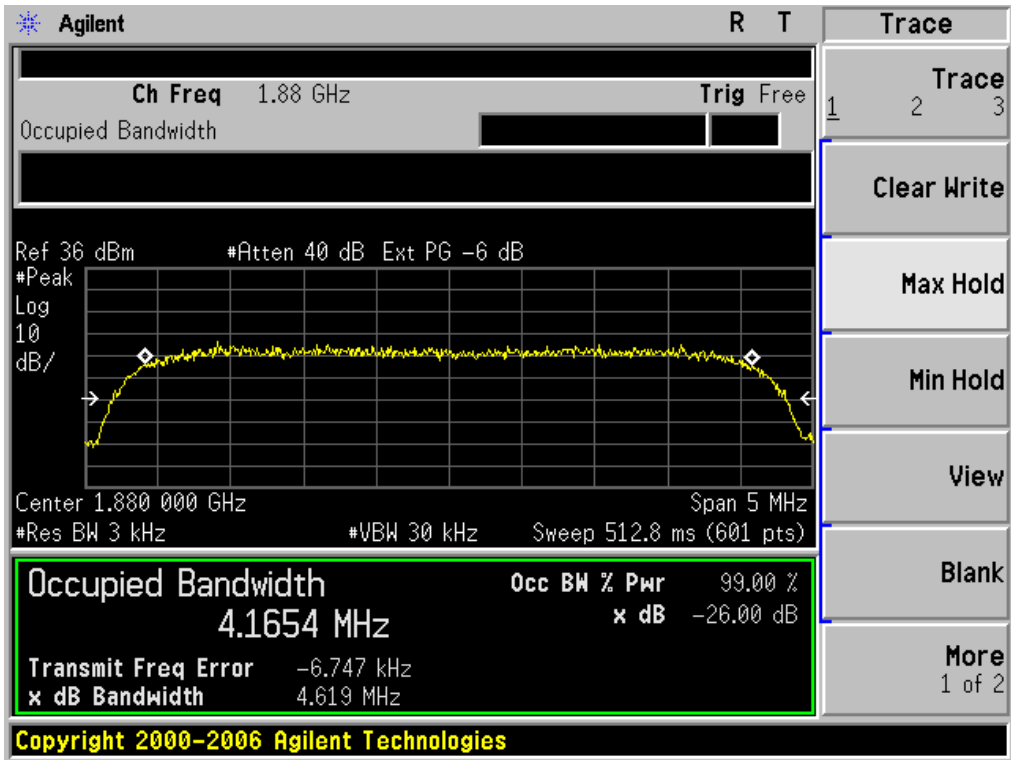 Agilent R T
Ch Freq 1.88 GHz Trig Free
Occupied Bandwidth
Ref 36 dBm #Atten 40 dB Ext PG -6 dB
#Peak
Log
10
dB/
Center 1.880 000 GHz Span 5 MHz
#Res BW 3 kHz #VBW 30 kHz Sweep 512.8 ms (601 pts)
Occupied Bandwidth Occ BW % Pwr 99.00 %
4.1654 MHz x dB -26.00 dB
Transmit Freq Error -6.747 kHz
x dB Bandwidth 4.619 MHz
Copyright 2000-2006 Agilent Technologies
Trace
Trace
1 2 3
Clear Write
Max Hold
Min Hold
View
Blank
More
1 of 2